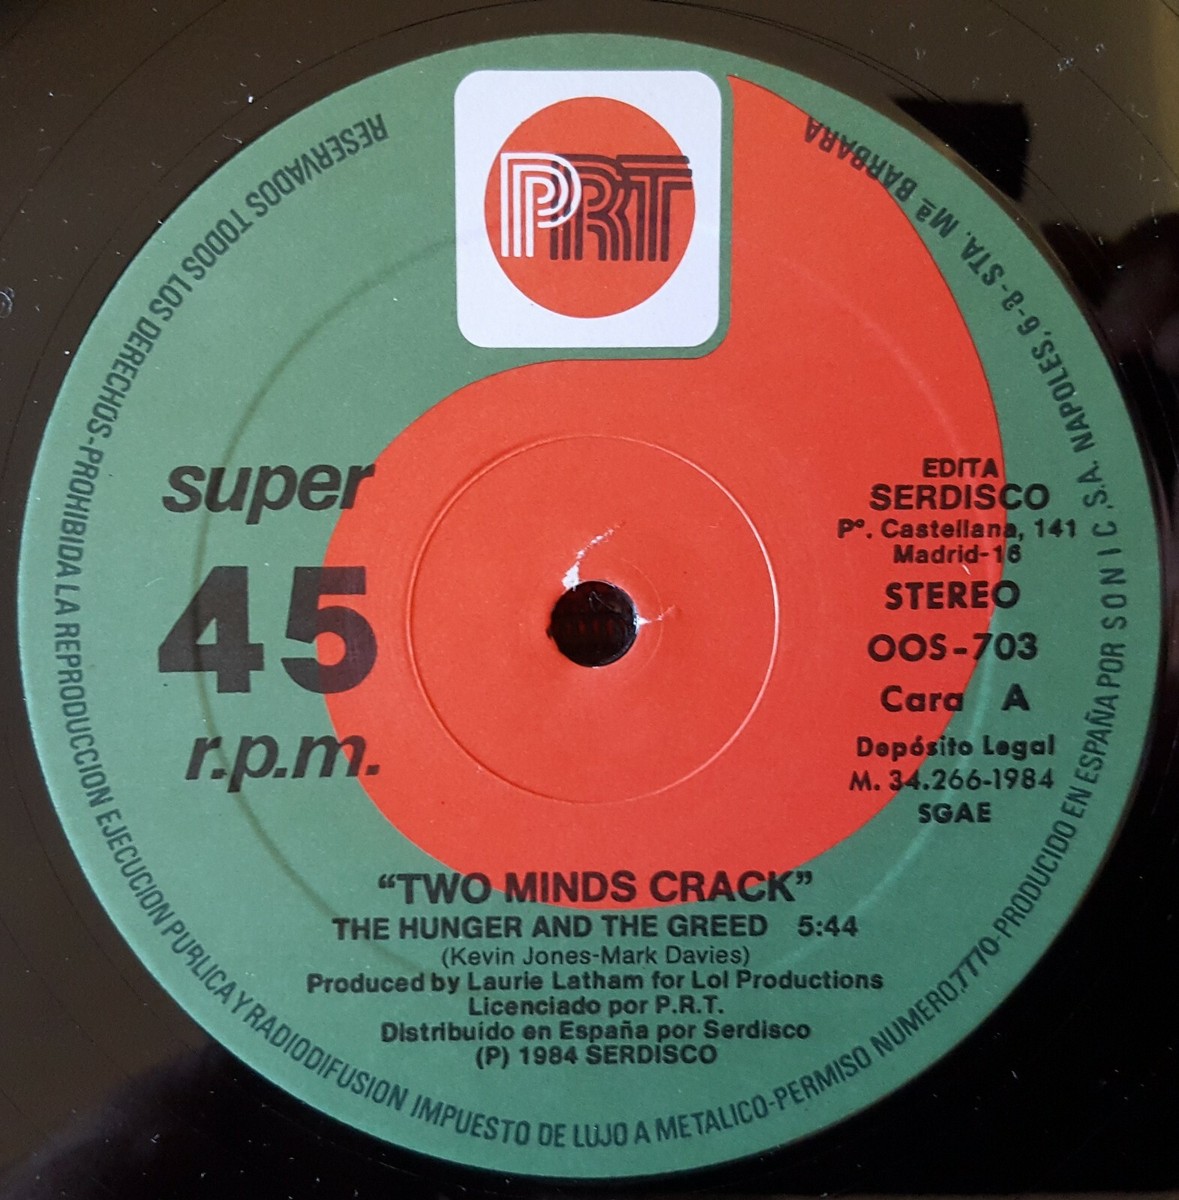 PRT
super
45
r.p.m.
EDITA
SERDISCO
Pº. Castellana, 141
Madrid-16
STEREO
OOS-703
Cara A
Depósito Legal
M. 34.266-1984
SGAE
“TWO MINDS CRACK”
THE HUNGER AND THE GREED 5:44
(Kevin Jones-Mark Davies)
Produced by Laurie Latham for Lol Productions
Licenciado por P.R.T.
Distribuído en España por Serdisco
(P) 1984 SERDISCO
RESERVADOS TODOS LOS DERECHOS-PROHIBIDA LA REPRODUCCION EJECUCION PUBLICA Y RADIODIFUSION IMPUESTO DE LUJO A METALICO-PERMISO NUMERO.7770-PRODUCIDO EN ESPAÑA POR SONIC, S.A. NAPOLES, 6-3-STA. Mª BARBARA